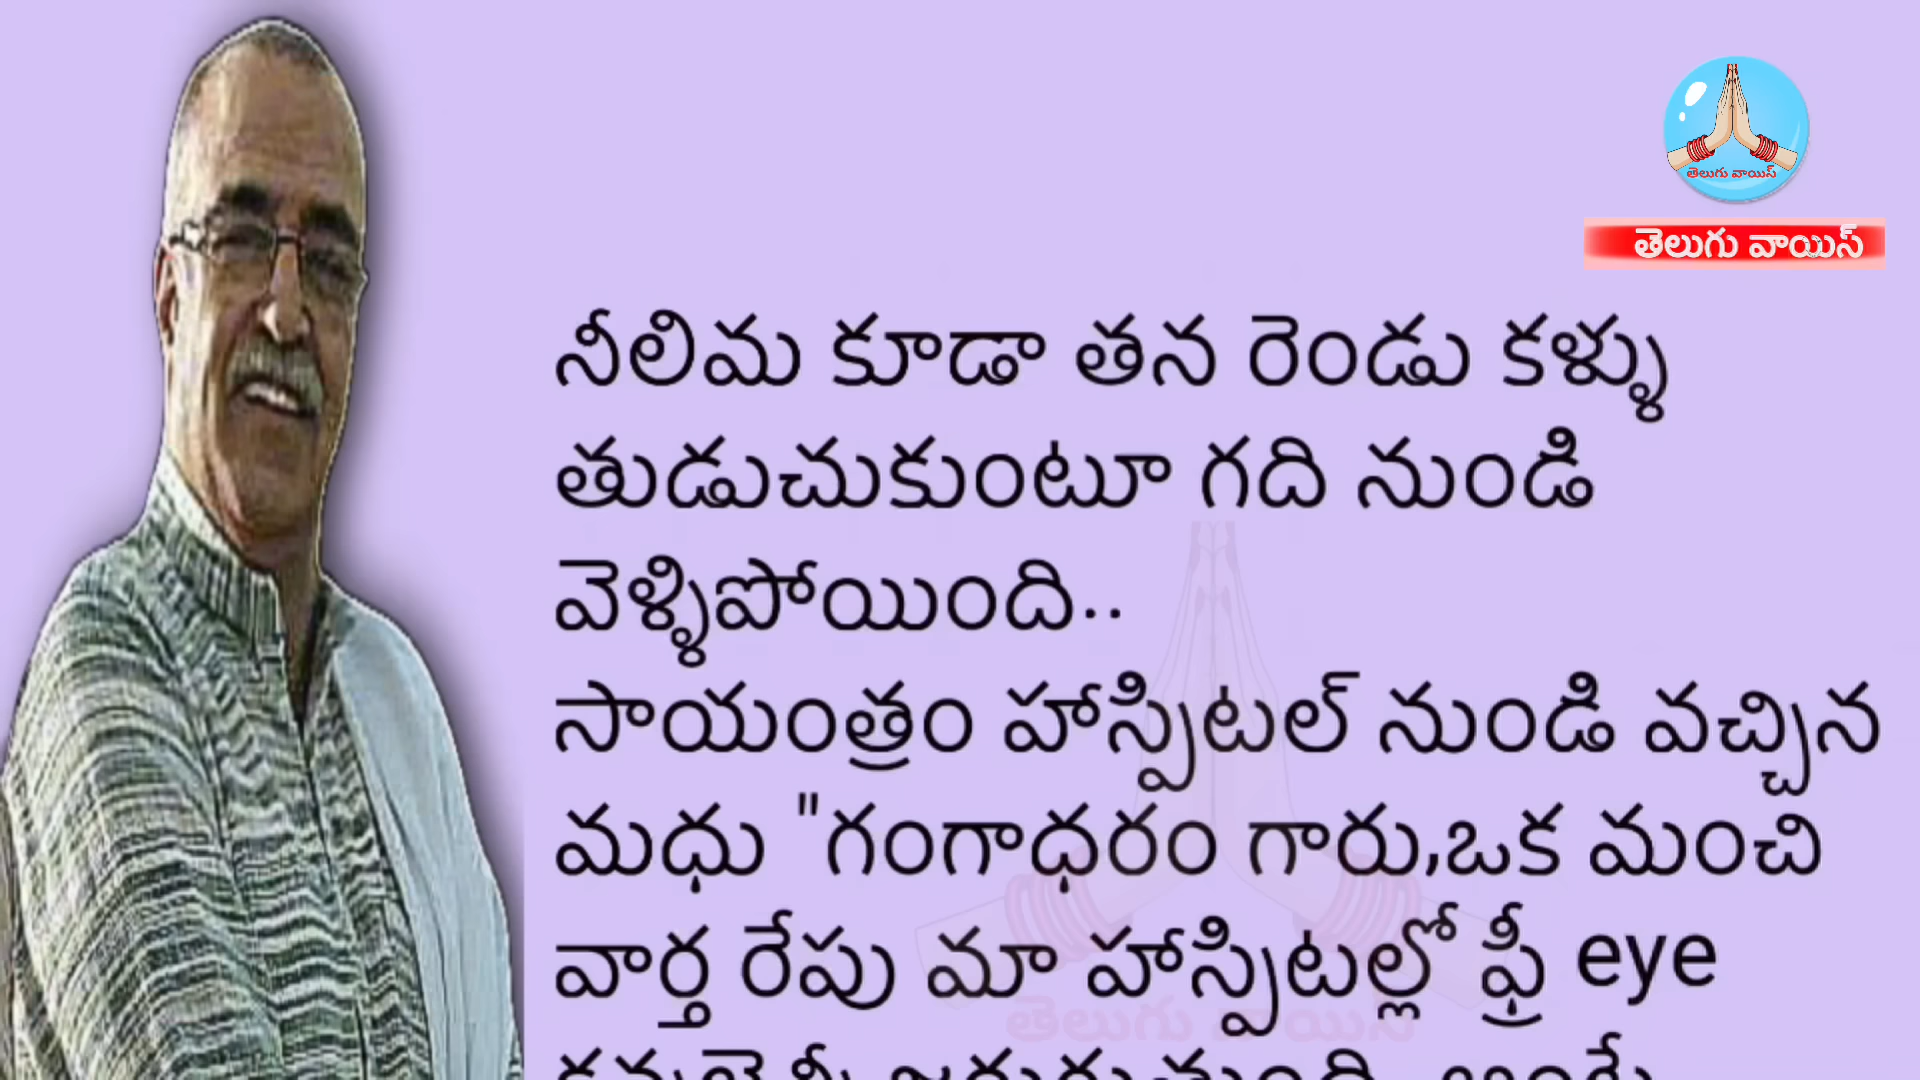 తెలుగు వాయిస్
తెలుగు వాయిస్
నీలిమ కూడా తన రెండు కళ్ళు
తుడుచుకుంటూ గది నుండి
వెళ్ళిపోయింది..
సాయంత్రం హాస్పిటల్ నుండి వచ్చిన
మధు "గంగాధరం గారు,ఒక మంచి
వార్త రేపు మా హాస్పిటల్లో ఫ్రీ eye
తెలుగు వాయిస్